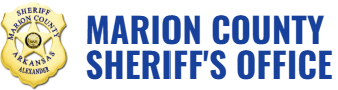 SHERIFF
MARION COUNTY
ARKANSAS
ALEXANDER
MARION COUNTY
SHERIFF'S OFFICE